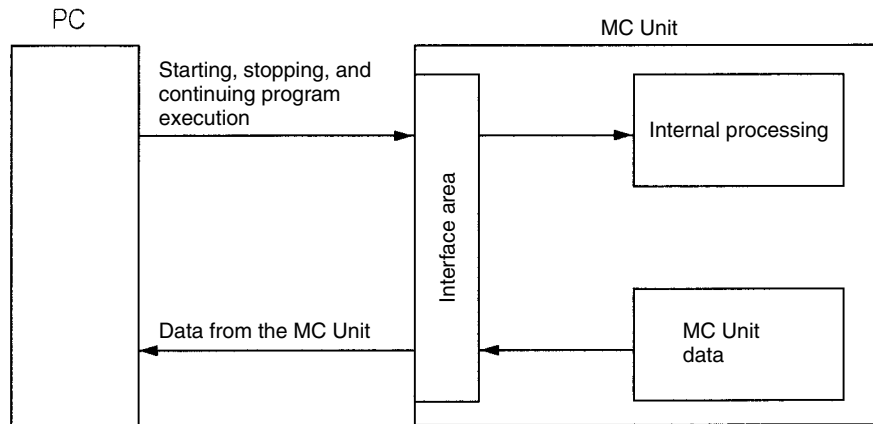 PC
MC Unit
Starting, stopping, and
continuing program
execution
Internal processing
Interface area
Data from the MC Unit
MC Unit
data